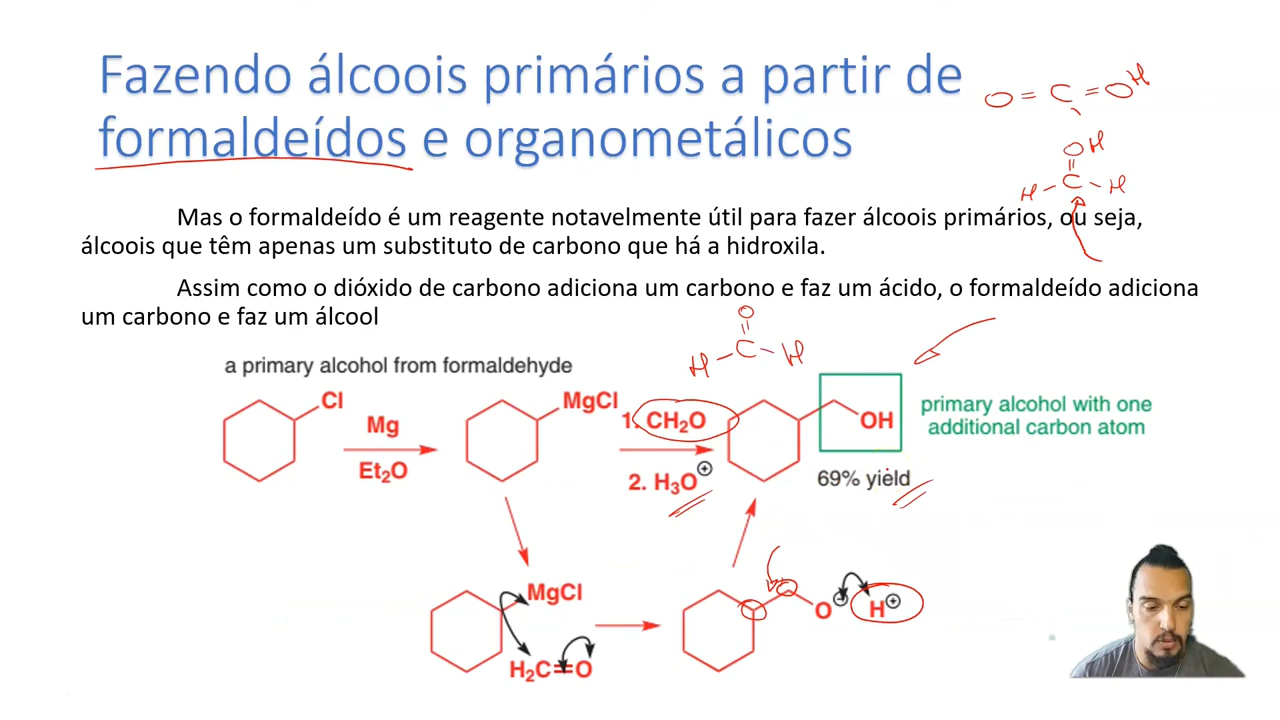 Fazendo álcoois primários a partir de
formaldeídos e organometálicos
O = C = OH
OH
H - C - H
Mas o formaldeído é um reagente notavelmente útil para fazer álcoois primários, ou seja,
álcoois que têm apenas um substituto de carbono que há a hidroxila.
Assim como o dióxido de carbono adiciona um carbono e faz um ácido, o formaldeído adiciona
um carbono e faz um álcool
O
H - C - H
a primary alcohol from formaldehyde
Cl
Mg
Et₂O
MgCl
1. CH₂O
2. H₃O⊕
OH
69% yield
primary alcohol with one
additional carbon atom
MgCl
H₂C=O
O⊖ H⊕